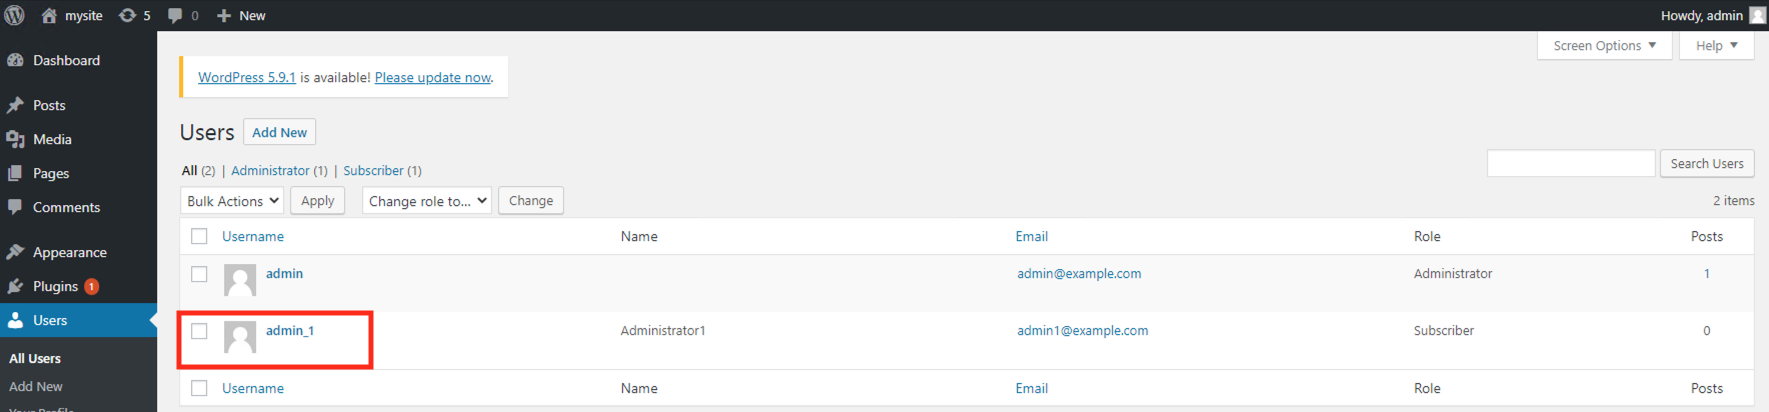 mysite 5 0 New Howdy, admin
Screen Options Help
Dashboard
Posts
Media
Pages
Comments
Appearance
Plugins 1
Users
All Users
Add New
Your Profile
WordPress 5.9.1 is available! Please update now.
Users Add New
All (2) | Administrator (1) | Subscriber (1)
Search Users
Bulk Actions Apply Change role to... Change
2 items
Username Name Email Role Posts
admin admin@example.com Administrator 1
admin_1 Administrator1 admin1@example.com Subscriber 0
Username Name Email Role Posts